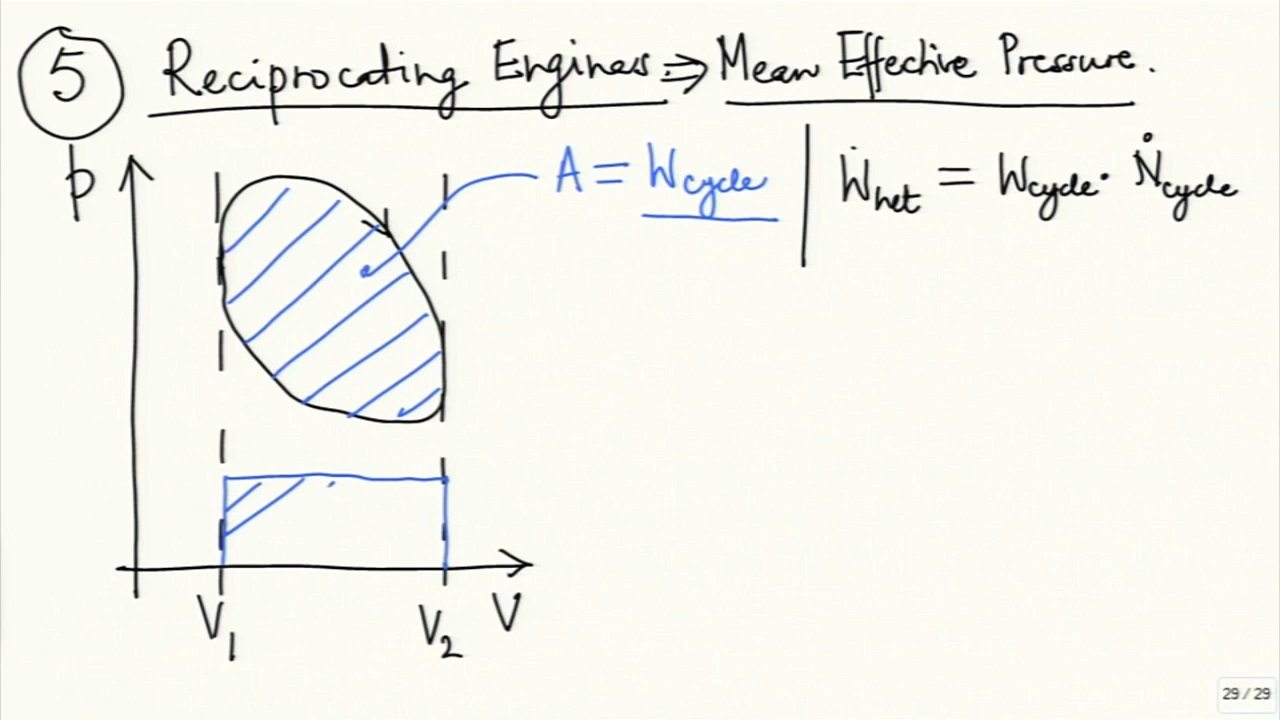 5 Reciprocating Engines ⇒ Mean Effective Pressure.
p
A = Wcycle
Ẇnet = Wcycle · Ṅcycle
V1
V2
V
29 / 29